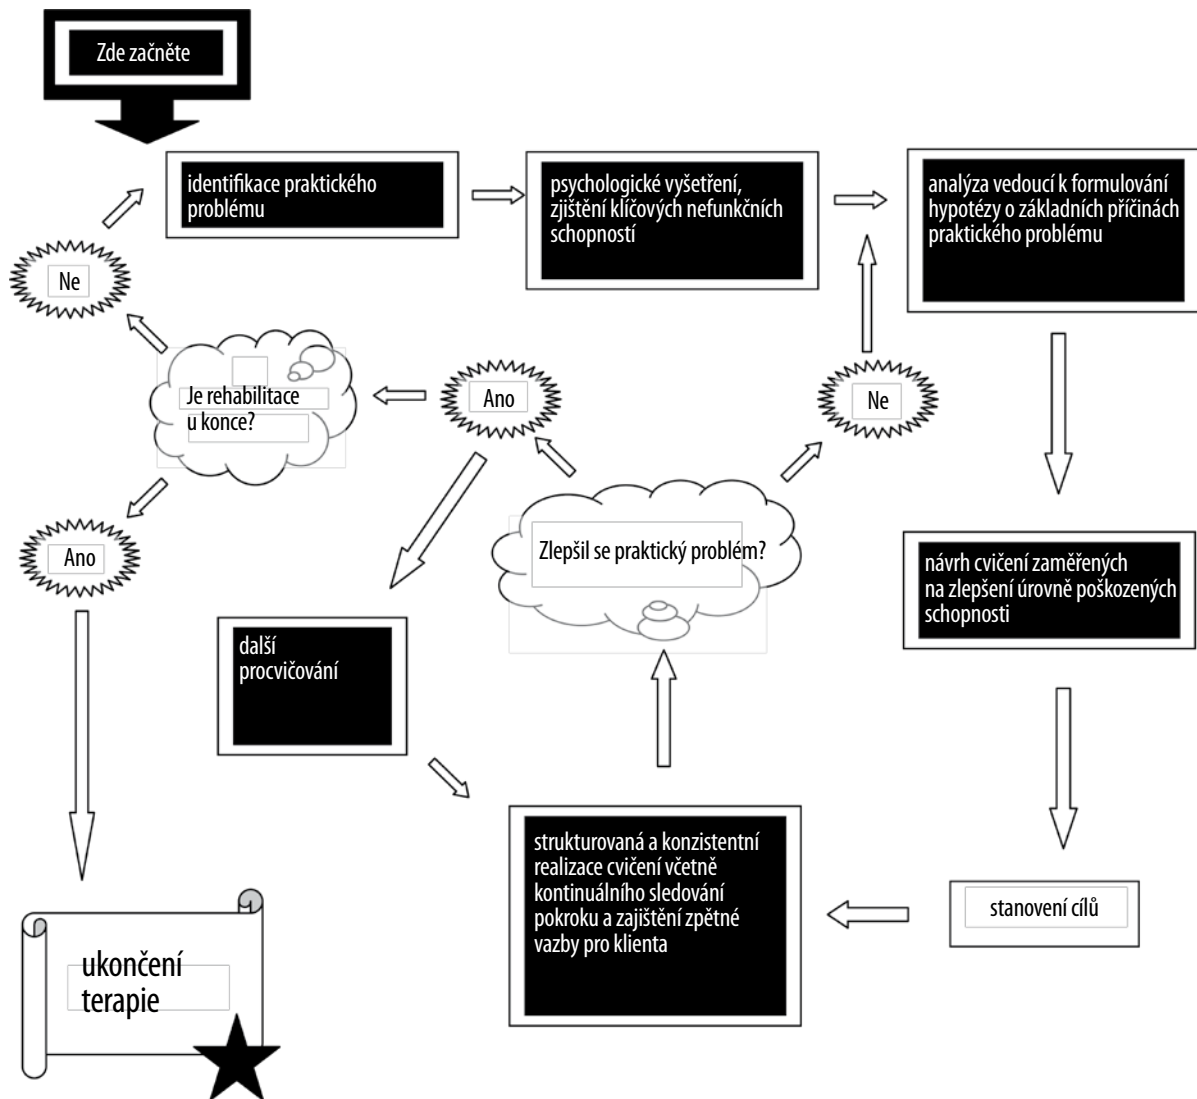 Zde začněte
identifikace praktického
problému
psychologické vyšetření,
zjištění klíčových nefunkčních
schopností
analýza vedoucí k formulování
hypotézy o základních příčinách
praktického problému
Ne
Je rehabilitace
u konce?
Ano
Ne
Ano
Zlepšil se praktický problém?
návrh cvičení zaměřených
na zlepšení úrovně poškozených
schopnosti
další
procvičování
strukturovaná a konzistentní
realizace cvičení včetně
kontinuálního sledování
pokroku a zajištění zpětné
vazby pro klienta
stanovení cílů
ukončení
terapie